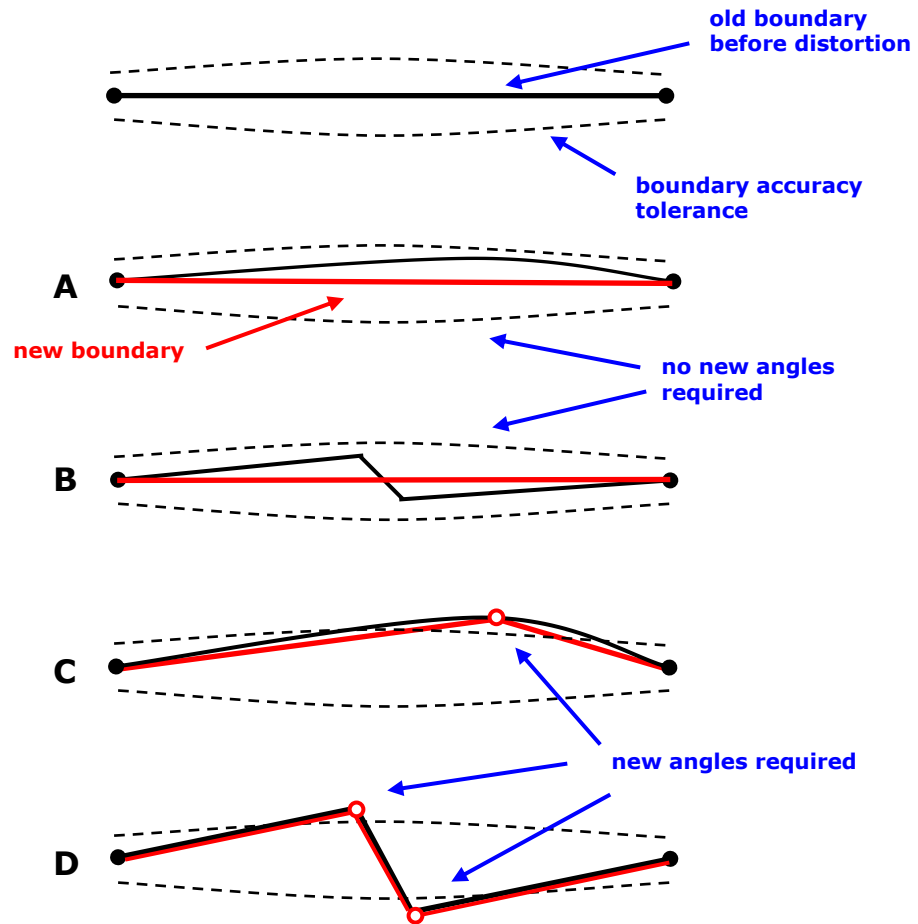 old boundary
before distortion
boundary accuracy
tolerance
A
new boundary
no new angles
required
B
C
new angles required
D